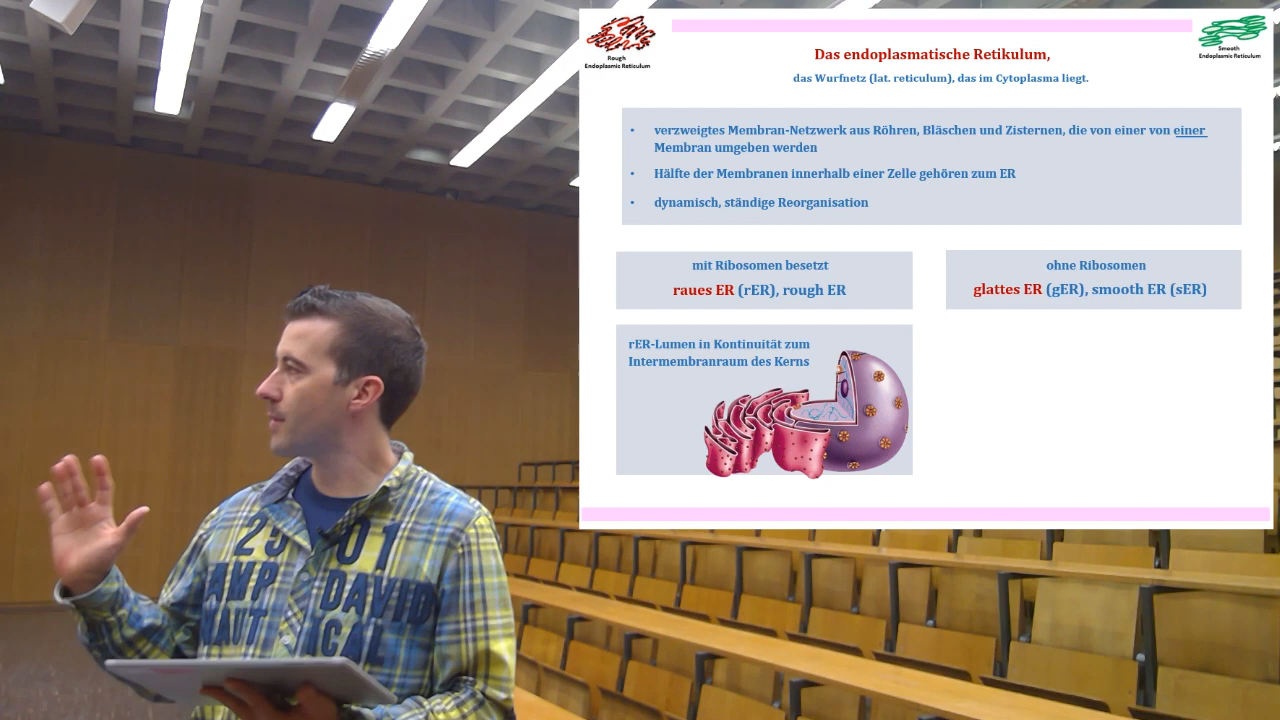 Rough
Endoplasmic Reticulum
Smooth
Endoplasmic Reticulum
Das endoplasmatische Retikulum,
das Wurfnetz (lat. reticulum), das im Cytoplasma liegt.
• verzweigtes Membran-Netzwerk aus Röhren, Bläschen und Zisternen, die von einer von einer
Membran umgeben werden
• Hälfte der Membranen innerhalb einer Zelle gehören zum ER
• dynamisch, ständige Reorganisation
mit Ribosomen besetzt
raues ER (rER), rough ER
ohne Ribosomen
glattes ER (gER), smooth ER (sER)
rER-Lumen in Kontinuität zum
Intermembranraum des Kerns
01
DAVID